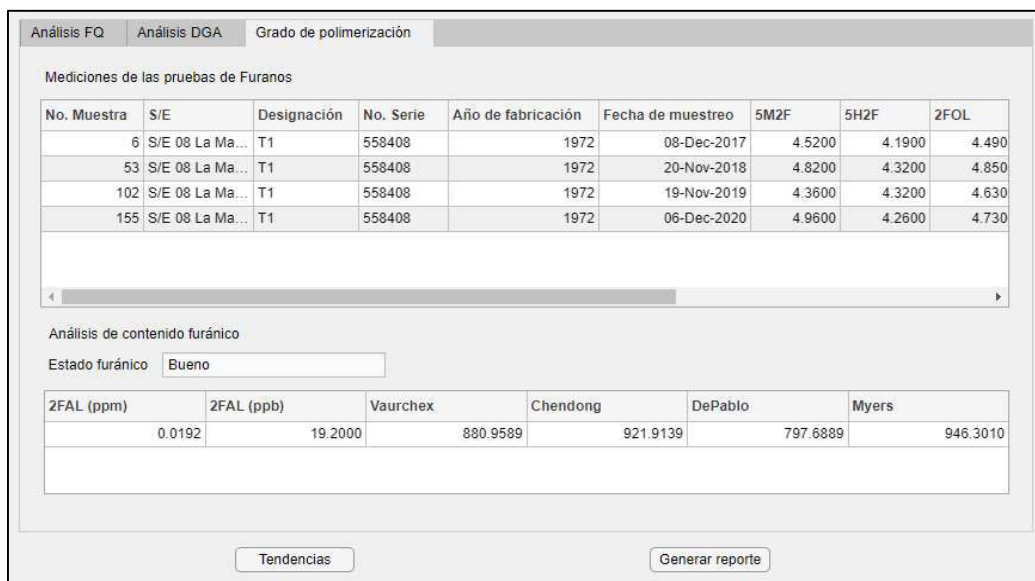 Análisis FQ Análisis DGA Grado de polimerización
Mediciones de las pruebas de Furanos
No. Muestra S/E Designación No. Serie Año de fabricación Fecha de muestreo 5M2F 5H2F 2FOL
6 S/E 08 La Ma... T1 558408 1972 08-Dec-2017 4.5200 4.1900 4.490
53 S/E 08 La Ma... T1 558408 1972 20-Nov-2018 4.8200 4.3200 4.850
102 S/E 08 La Ma... T1 558408 1972 19-Nov-2019 4.3600 4.3200 4.630
155 S/E 08 La Ma... T1 558408 1972 06-Dec-2020 4.9600 4.2600 4.730
Análisis de contenido furánico
Estado furánico Bueno
2FAL (ppm) 2FAL (ppb) Vaurchex Chendong DePablo Myers
0.0192 19.2000 880.9589 921.9139 797.6889 946.3010
Tendencias Generar reporte